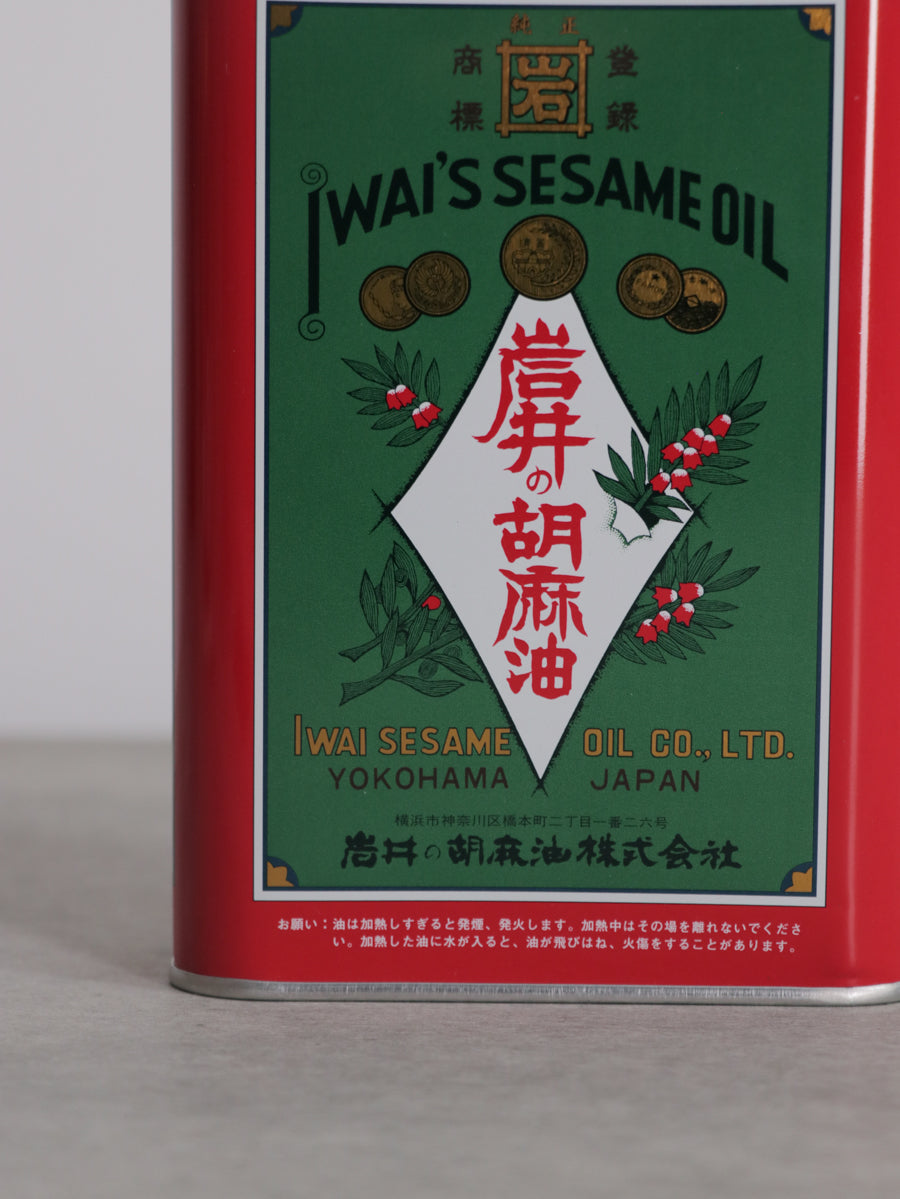 純正
商標
岩
登録
IWAI'S SESAME OIL
岩井の胡麻油
IWAI SESAME OIL CO., LTD.
YOKOHAMA JAPAN
横浜市神奈川区橋本町二丁目一番二六号
岩井の胡麻油株式会社
お願い：油は加熱しすぎると発煙、発火します。加熱中はその場を離れないでくださ
い。加熱した油に水が入ると、油が飛びはね、火傷をすることがあります。